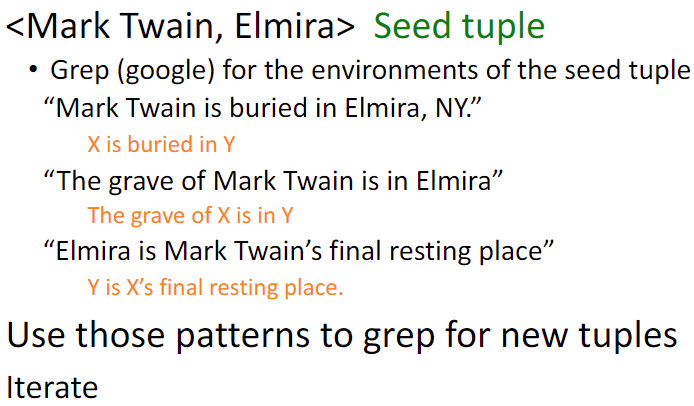 <Mark Twain, Elmira> Seed tuple
• Grep (google) for the environments of the seed tuple
“Mark Twain is buried in Elmira, NY.”
X is buried in Y
“The grave of Mark Twain is in Elmira”
The grave of X is in Y
“Elmira is Mark Twain’s final resting place”
Y is X’s final resting place.
Use those patterns to grep for new tuples
Iterate